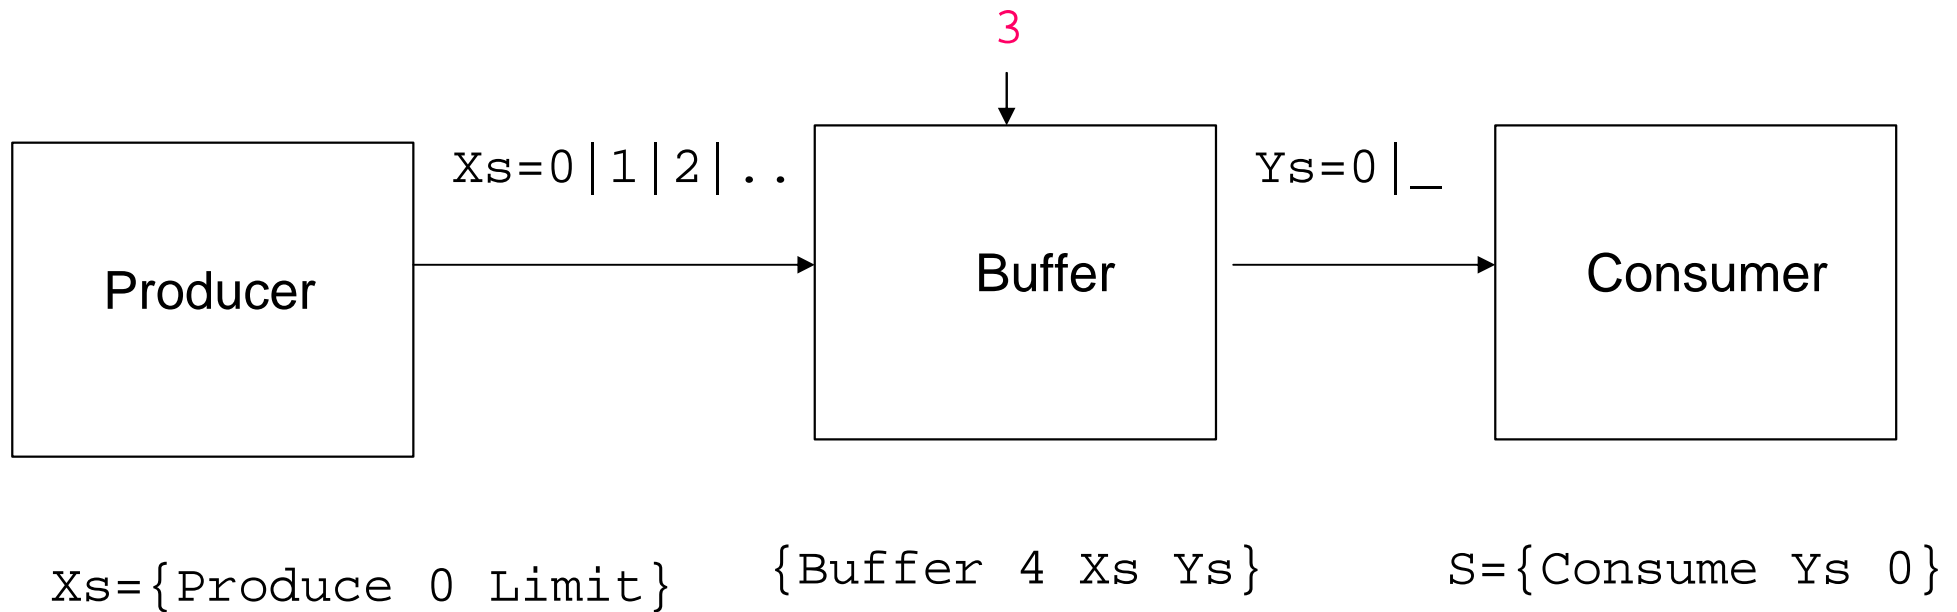 3
Xs=0|1|2|..
Ys=0|_
Producer
Buffer
Consumer
Xs={Produce 0 Limit}
{Buffer 4 Xs Ys}
S={Consume Ys 0}